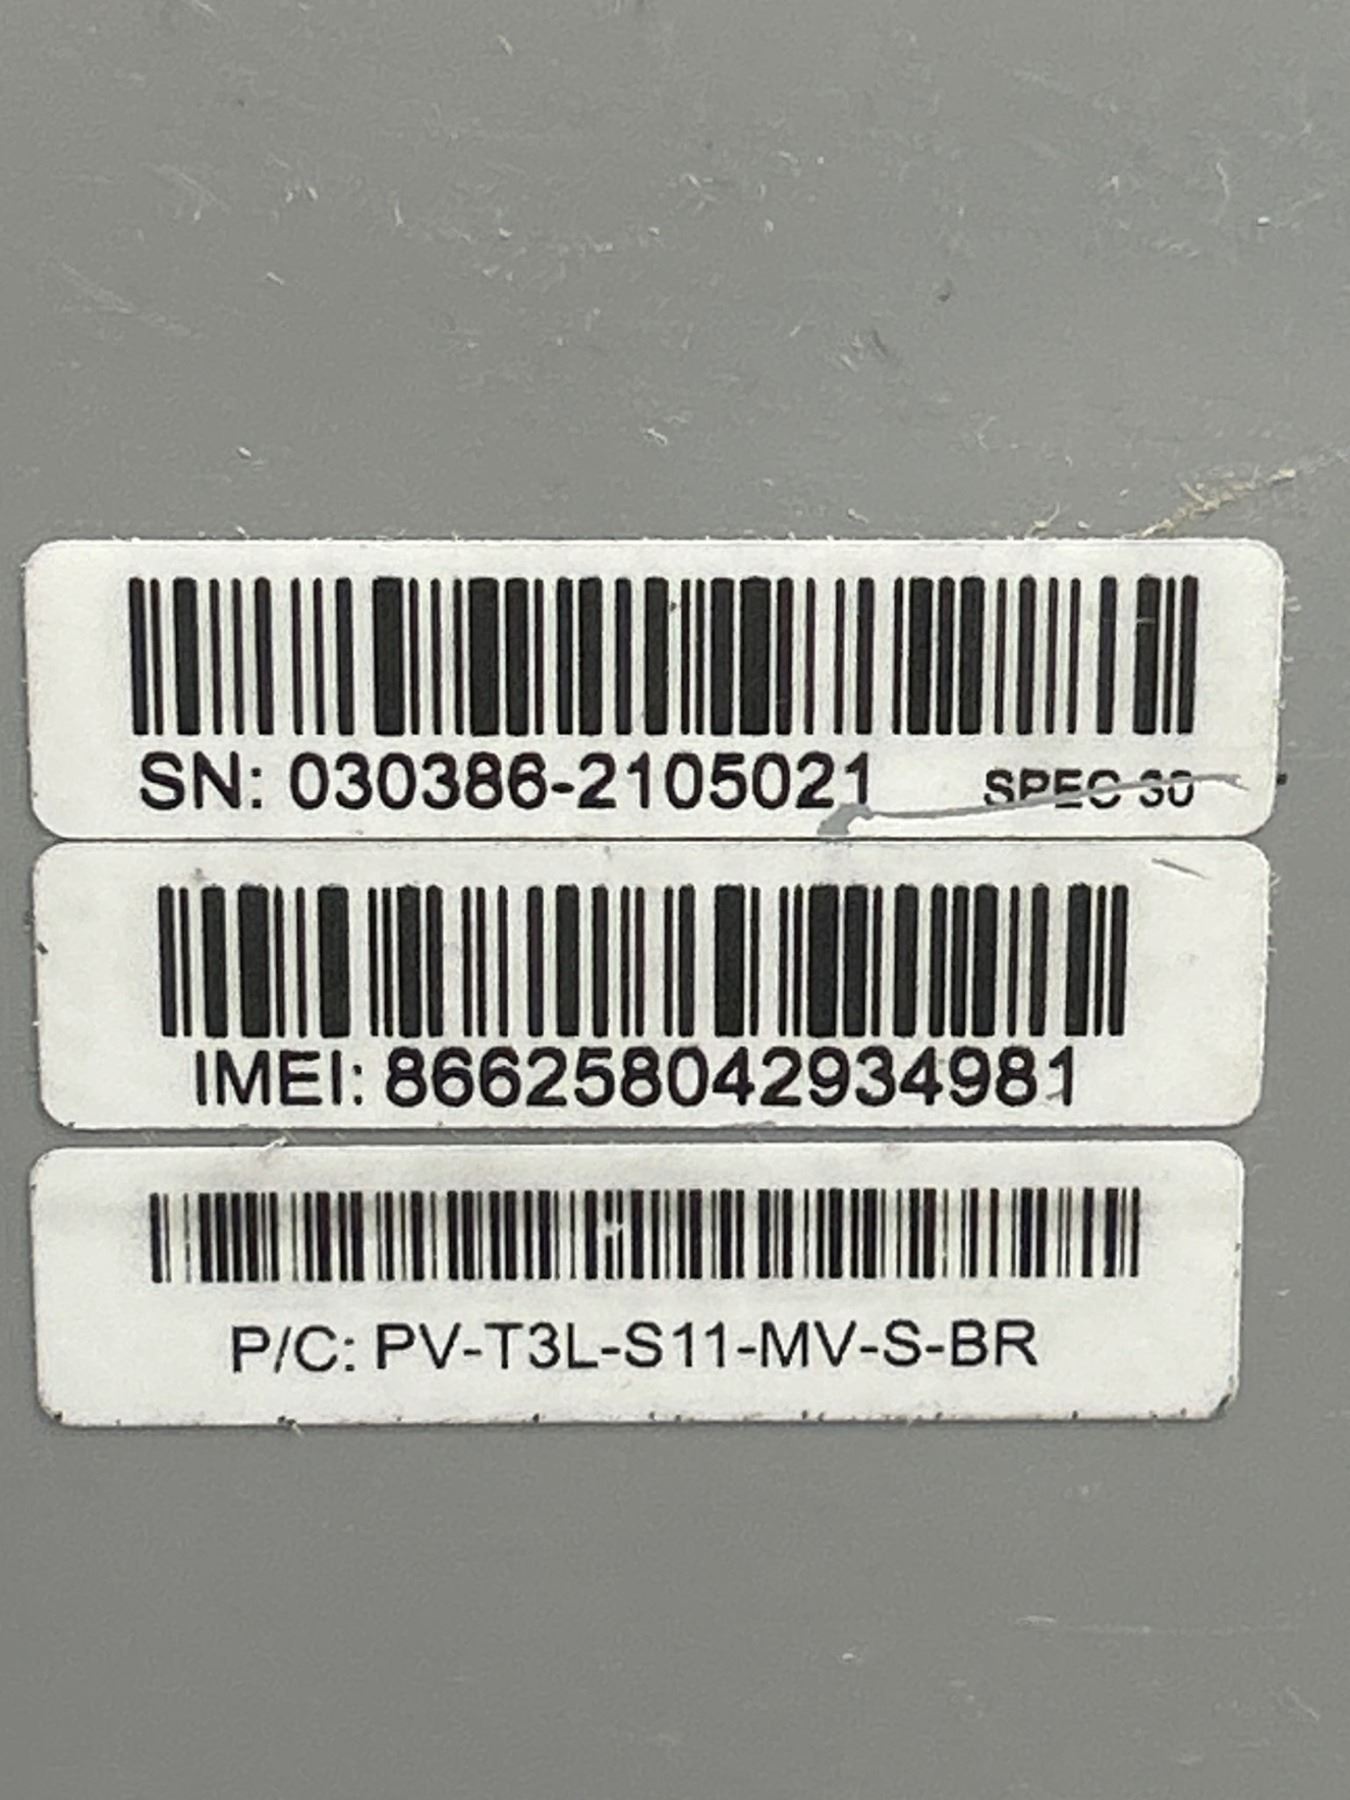 SN: 030386-2105021 SPEC 30
IMEI: 866258042934981
P/C: PV-T3L-S11-MV-S-BR